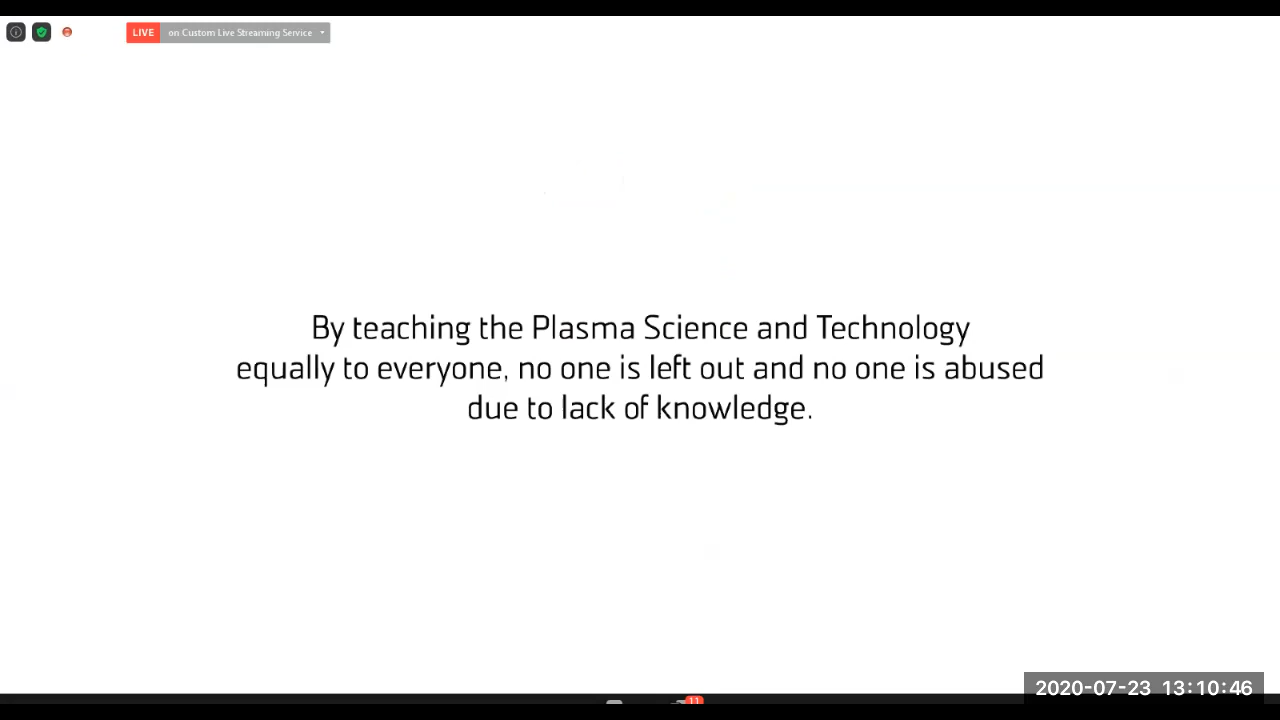 LIVE on Custom Live Streaming Service
By teaching the Plasma Science and Technology
equally to everyone, no one is left out and no one is abused
due to lack of knowledge.
2020-07-23 13:10:46
11